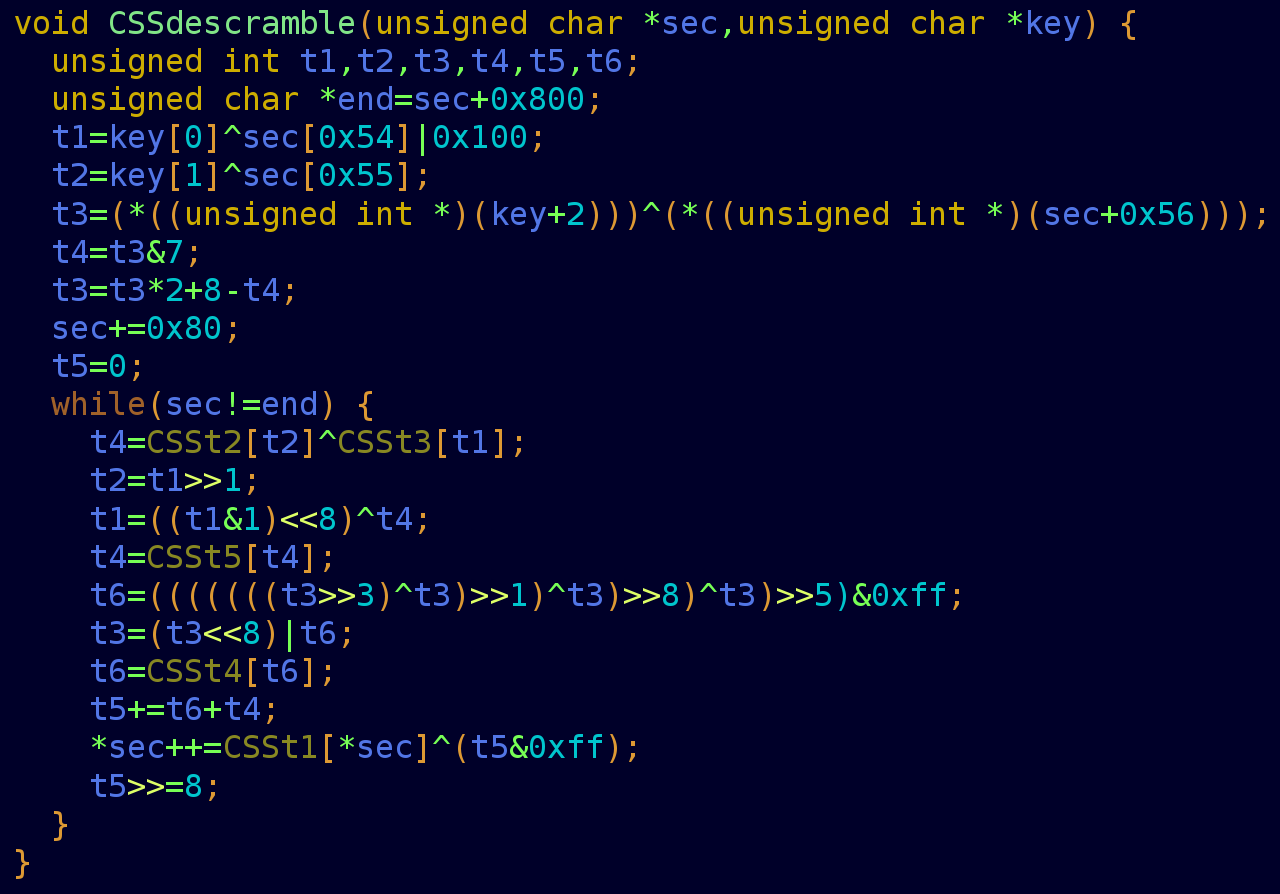 void CSSdescramble(unsigned char *sec,unsigned char *key) {
  unsigned int t1,t2,t3,t4,t5,t6;
  unsigned char *end=sec+0x800;
  t1=key[0]^sec[0x54]|0x100;
  t2=key[1]^sec[0x55];
  t3=(*((unsigned int *)(key+2)))^(*((unsigned int *)(sec+0x56)));
  t4=t3&7;
  t3=t3*2+8-t4;
  sec+=0x80;
  t5=0;
  while(sec!=end) {
    t4=CSSt2[t2]^CSSt3[t1];
    t2=t1>>1;
    t1=((t1&1)<<8)^t4;
    t4=CSSt5[t4];
    t6=(((((((t3>>3)^t3)>>1)^t3)>>8)^t3)>>5)&0xff;
    t3=(t3<<8)|t6;
    t6=CSSt4[t6];
    t5+=t6+t4;
    *sec++=CSSt1[*sec]^(t5&0xff);
    t5>>=8;
  }
}